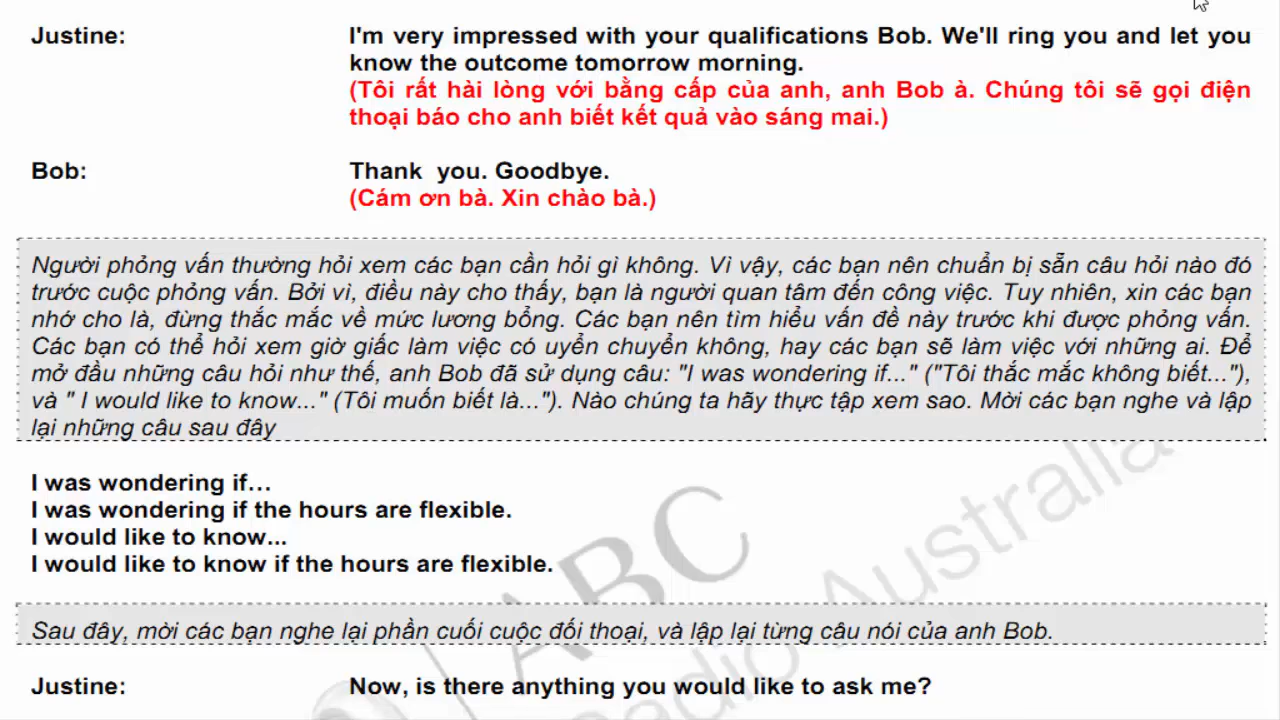 Justine: I'm very impressed with your qualifications Bob. We'll ring you and let you
know the outcome tomorrow morning.
(Tôi rất hài lòng với bằng cấp của anh, anh Bob à. Chúng tôi sẽ gọi điện
thoại báo cho anh biết kết quả vào sáng mai.)
Bob: Thank you. Goodbye.
(Cám ơn bà. Xin chào bà.)
Người phỏng vấn thường hỏi xem các bạn cần hỏi gì không. Vì vậy, các bạn nên chuẩn bị sẵn câu hỏi nào đó
trước cuộc phỏng vấn. Bởi vì, điều này cho thấy, bạn là người quan tâm đến công việc. Tuy nhiên, xin các bạn
nhớ cho là, đừng thắc mắc về mức lương bổng. Các bạn nên tìm hiểu vấn đề này trước khi được phỏng vấn.
Các bạn có thể hỏi xem giờ giấc làm việc có uyển chuyển không, hay các bạn sẽ làm việc với những ai. Để
mở đầu những câu hỏi như thế, anh Bob đã sử dụng câu: "I was wondering if..." ("Tôi thắc mắc không biết..."),
và " I would like to know..." (Tôi muốn biết là..."). Nào chúng ta hãy thực tập xem sao. Mời các bạn nghe và lập
lại những câu sau đây
I was wondering if…
I was wondering if the hours are flexible.
I would like to know...
I would like to know if the hours are flexible.
ABC
Radio Australia
Sau đây, mời các bạn nghe lại phần cuối cuộc đối thoại, và lập lại từng câu nói của anh Bob.
Justine: Now, is there anything you would like to ask me?